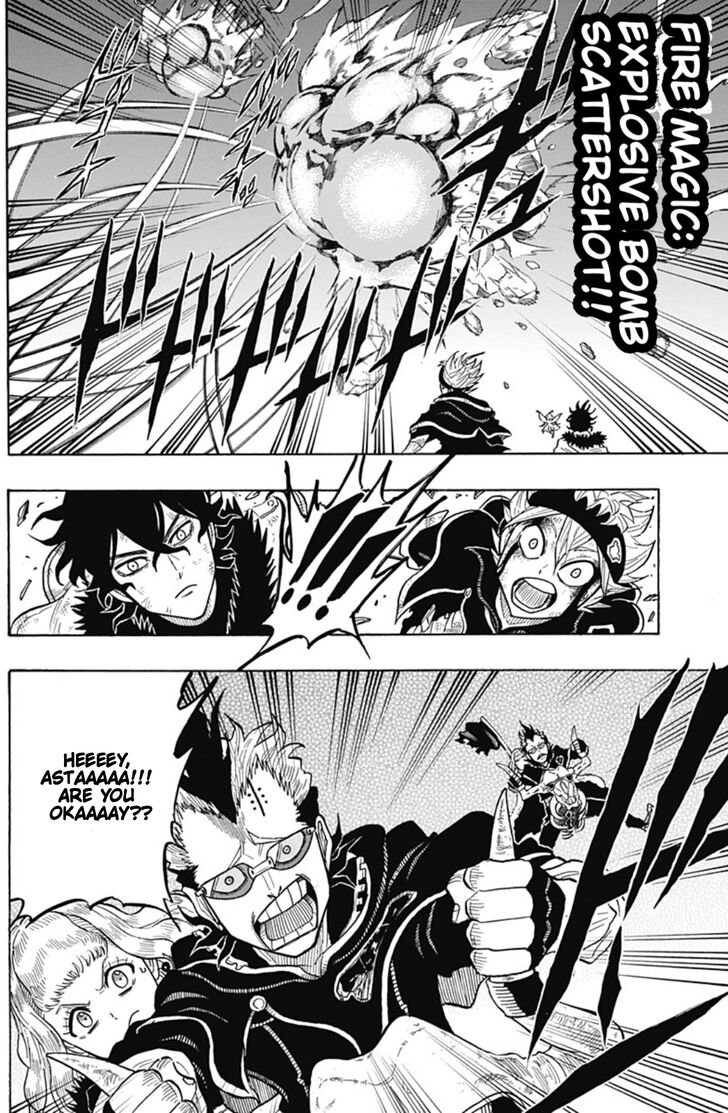 FIRE MAGIC:
EXPLOSIVE BOMB
SCATTERSHOT!!
!!!
HEEEEY,
ASTAAAAA!!!
ARE YOU
OKAAAAY??